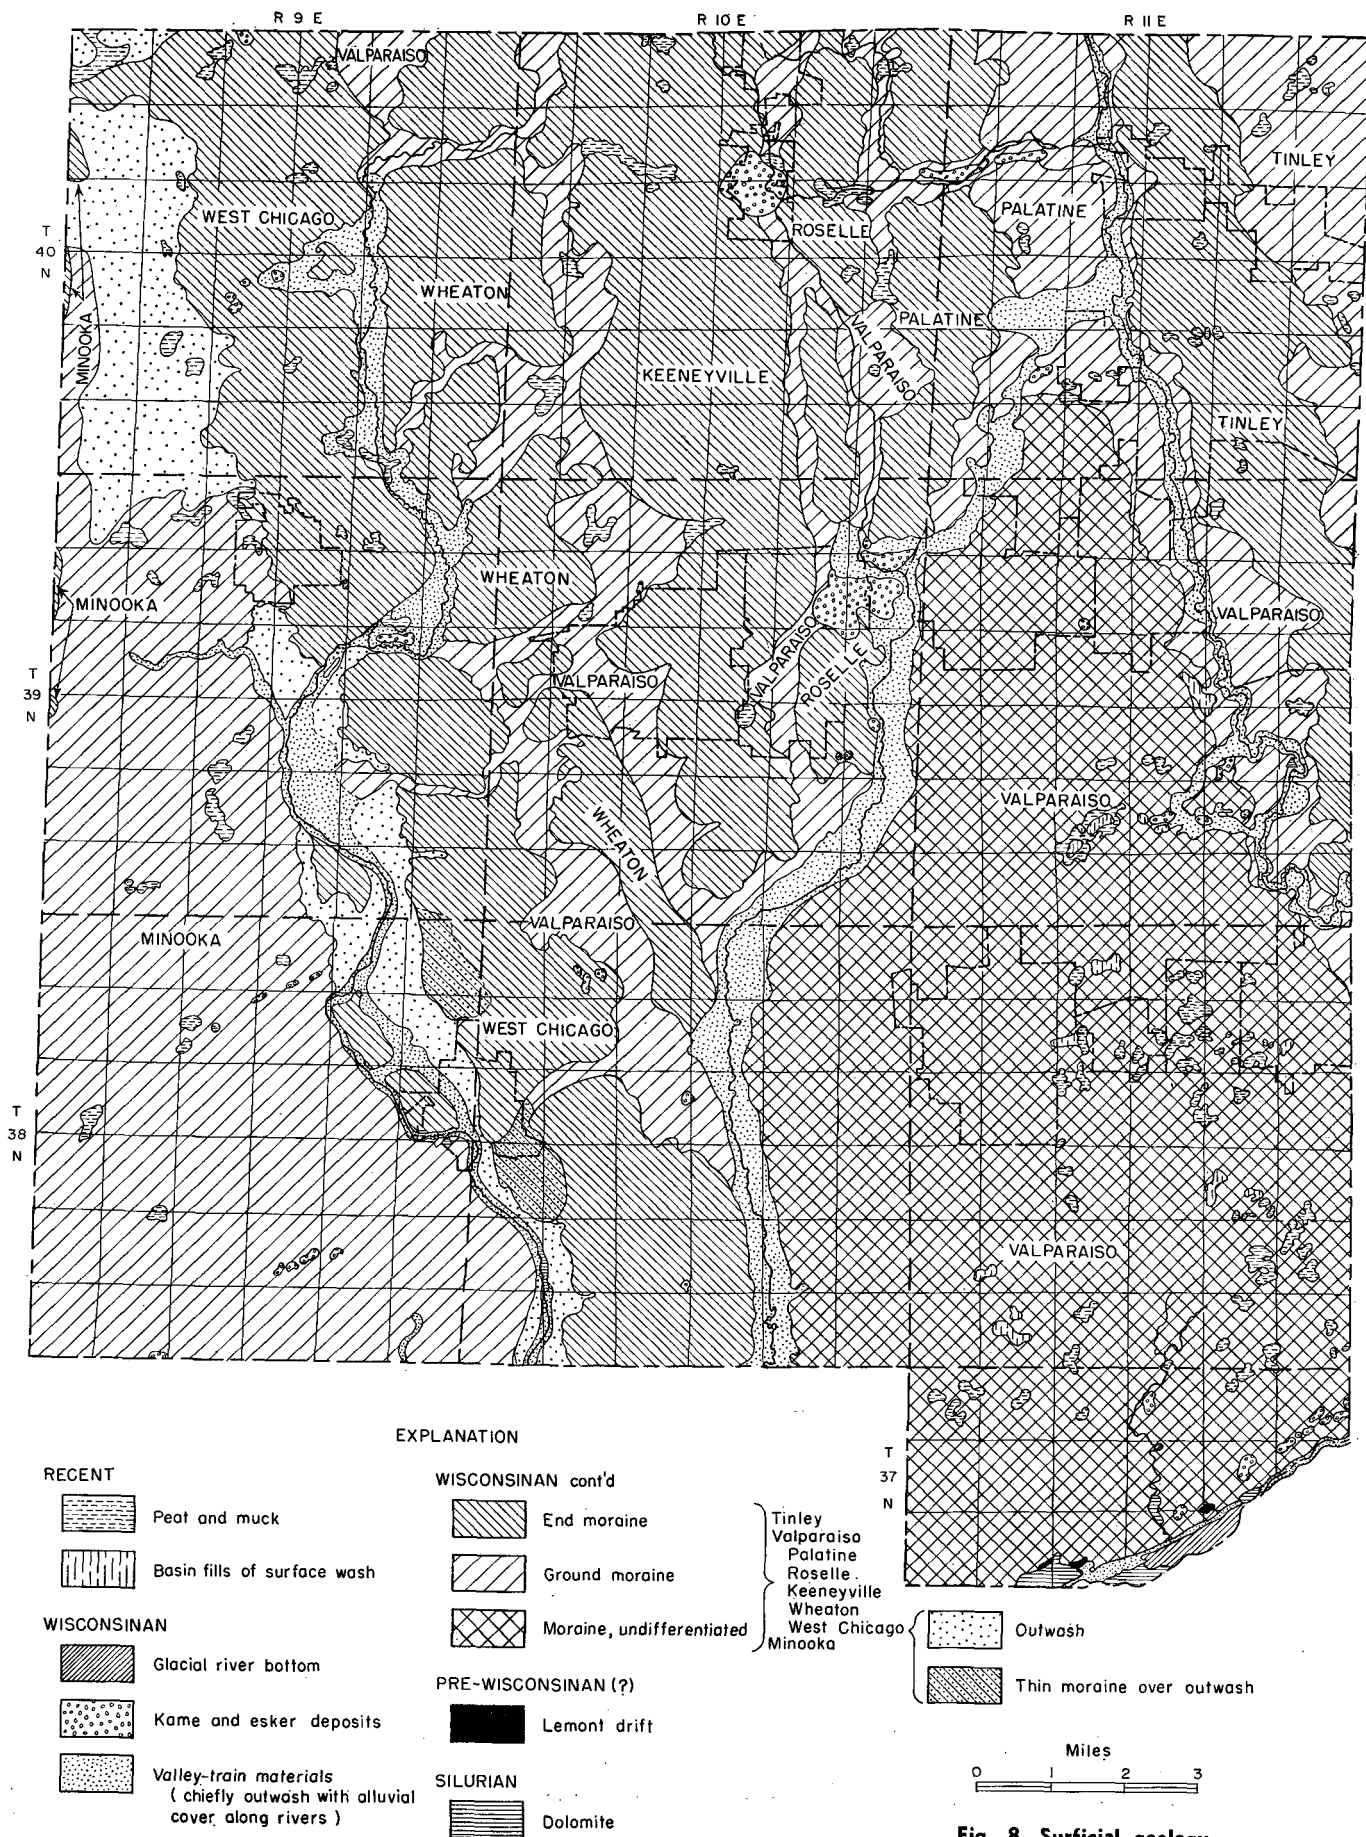 R 9 E
R 10 E
R 11 E
VALPARAISO
TINLEY
WEST CHICAGO
PALATINE
ROSELLE
T
40
N
WHEATON
MINOOKA
PALATINE
VALPARAISO
KEENEYVILLE
TINLEY
WHEATON
MINOOKA
VALPARAISO
VALPARAISO
ROSELLE
T
39
N
VALPARAISO
VALPARAISO
WHEATON
VALPARAISO
MINOOKA
WEST CHICAGO
T
38
N
VALPARAISO
EXPLANATION
RECENT
Peat and muck
Basin fills of surface wash
WISCONSINAN
Glacial river bottom
Kame and esker deposits
Valley-train materials
( chiefly outwash with alluvial
cover along rivers )
WISCONSINAN cont'd
End moraine
Ground moraine
Moraine, undifferentiated
Tinley
Valparaiso
Palatine
Roselle.
Keeneyville
Wheaton
West Chicago
Minooka
PRE-WISCONSINAN (?)
Lemont drift
SILURIAN
Dolomite
T
37
N
Outwash
Thin moraine over outwash
Miles
0 1 2 3
Fig. 8. Surficial geology